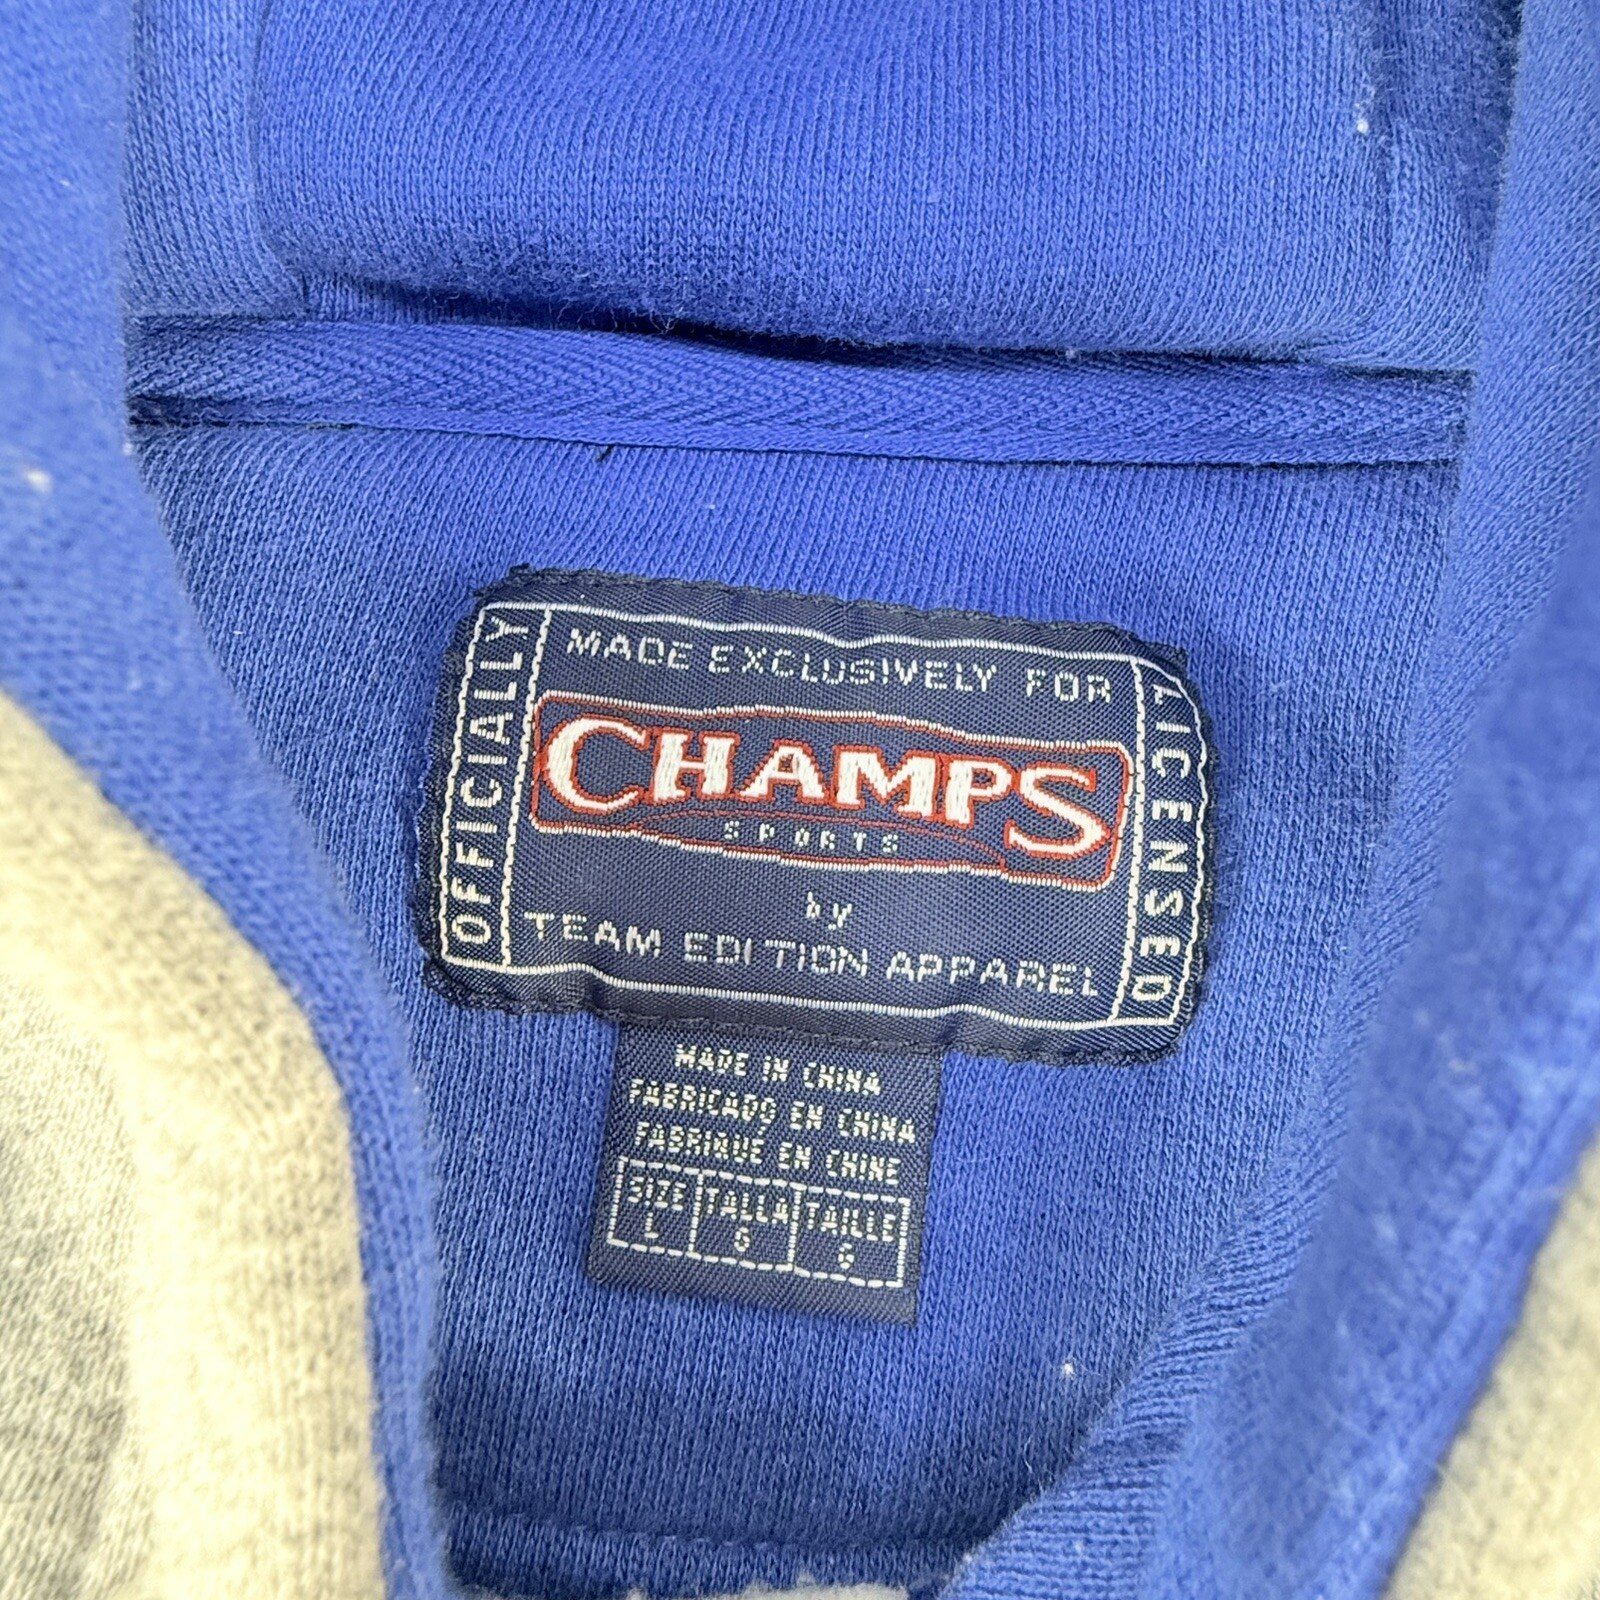 OFFICIALLY
MADE EXCLUSIVELY FOR
CHAMPS
SPORTS
by
TEAM EDITION APPAREL
LICENSED
MADE IN CHINA
FABRICADO EN CHINA
FABRIQUE EN CHINE
SIZE TALLA TAILLE
L G G